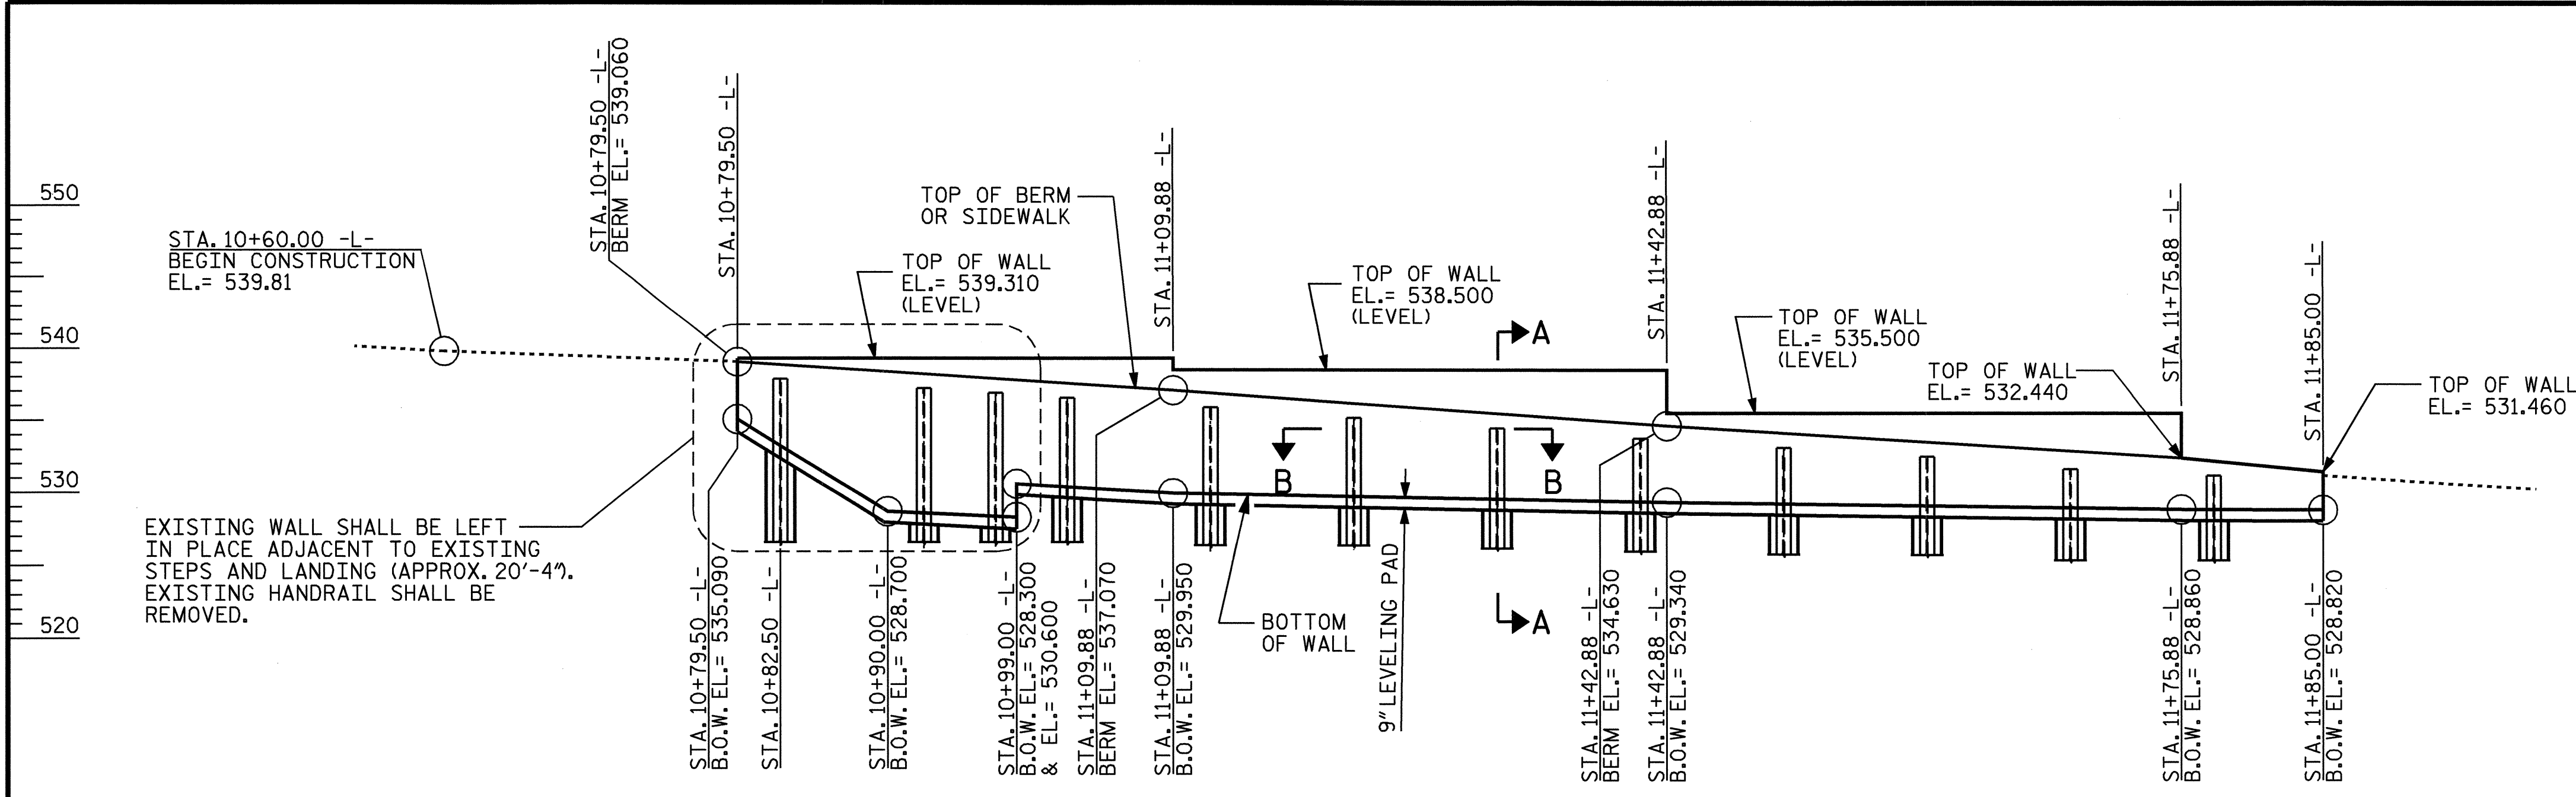 STA. 10+79.50 -L-
BERM EL.= 539.060
STA. 10+79.50 -L-
STA. 11+09.88 -L-
STA. 11+42.88 -L-
STA. 11+75.88 -L-
STA. 11+85.00 -L-
550
540
530
520
STA. 10+60.00 -L-
BEGIN CONSTRUCTION
EL.= 539.81
TOP OF BERM
OR SIDEWALK
TOP OF WALL
EL.= 539.310
(LEVEL)
TOP OF WALL
EL.= 538.500
(LEVEL)
A
TOP OF WALL
EL.= 535.500
(LEVEL)
TOP OF WALL
EL.= 532.440
TOP OF WALL
EL.= 531.460
B
B
EXISTING WALL SHALL BE LEFT
IN PLACE ADJACENT TO EXISTING
STEPS AND LANDING (APPROX. 20'-4").
EXISTING HANDRAIL SHALL BE
REMOVED.
BOTTOM
OF WALL
9" LEVELING PAD
A
STA. 10+79.50 -L-
B.O.W. EL.= 535.090
STA. 10+82.50 -L-
STA. 10+90.00 -L-
B.O.W. EL.= 528.700
STA. 10+99.00 -L-
B.O.W. EL.= 528.300
& EL.= 530.600
STA. 11+09.88 -L-
BERM EL.= 537.070
STA. 11+09.88 -L-
B.O.W. EL.= 529.950
STA. 11+42.88 -L-
BERM EL.= 534.630
STA. 11+42.88 -L-
B.O.W. EL.= 529.340
STA. 11+75.88 -L-
B.O.W. EL.= 528.860
STA. 11+85.00 -L-
B.O.W. EL.= 528.820